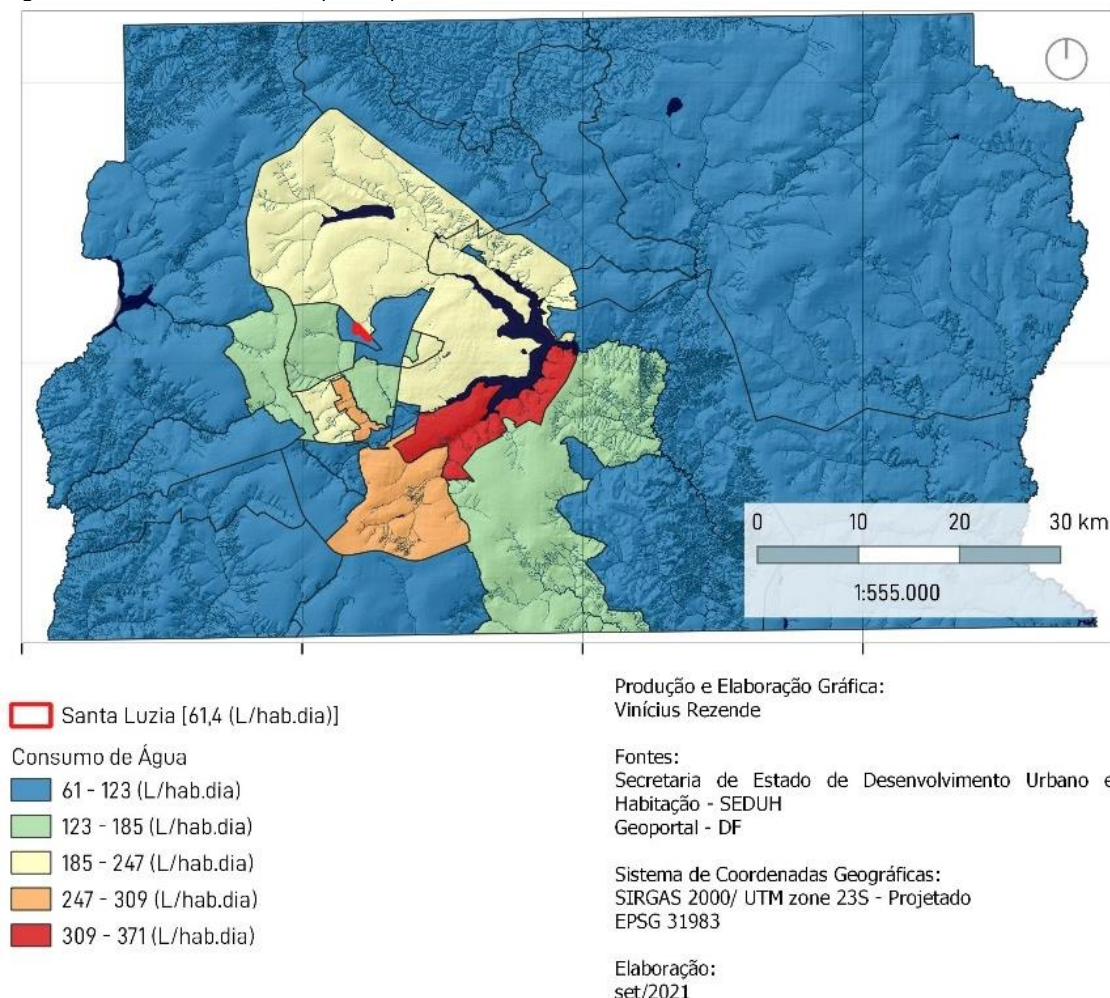 0 10 20 30 km
1:555.000
Santa Luzia [61,4 (L/hab.dia)]
Consumo de Água
61 - 123 (L/hab.dia)
123 - 185 (L/hab.dia)
185 - 247 (L/hab.dia)
247 - 309 (L/hab.dia)
309 - 371 (L/hab.dia)
Produção e Elaboração Gráfica:
Vinícius Rezende
Fontes:
Secretaria de Estado de Desenvolvimento Urbano e
Habitação - SEDUH
Geoportal - DF
Sistema de Coordenadas Geográficas:
SIRGAS 2000/ UTM zone 23S - Projetado
EPSG 31983
Elaboração:
set/2021